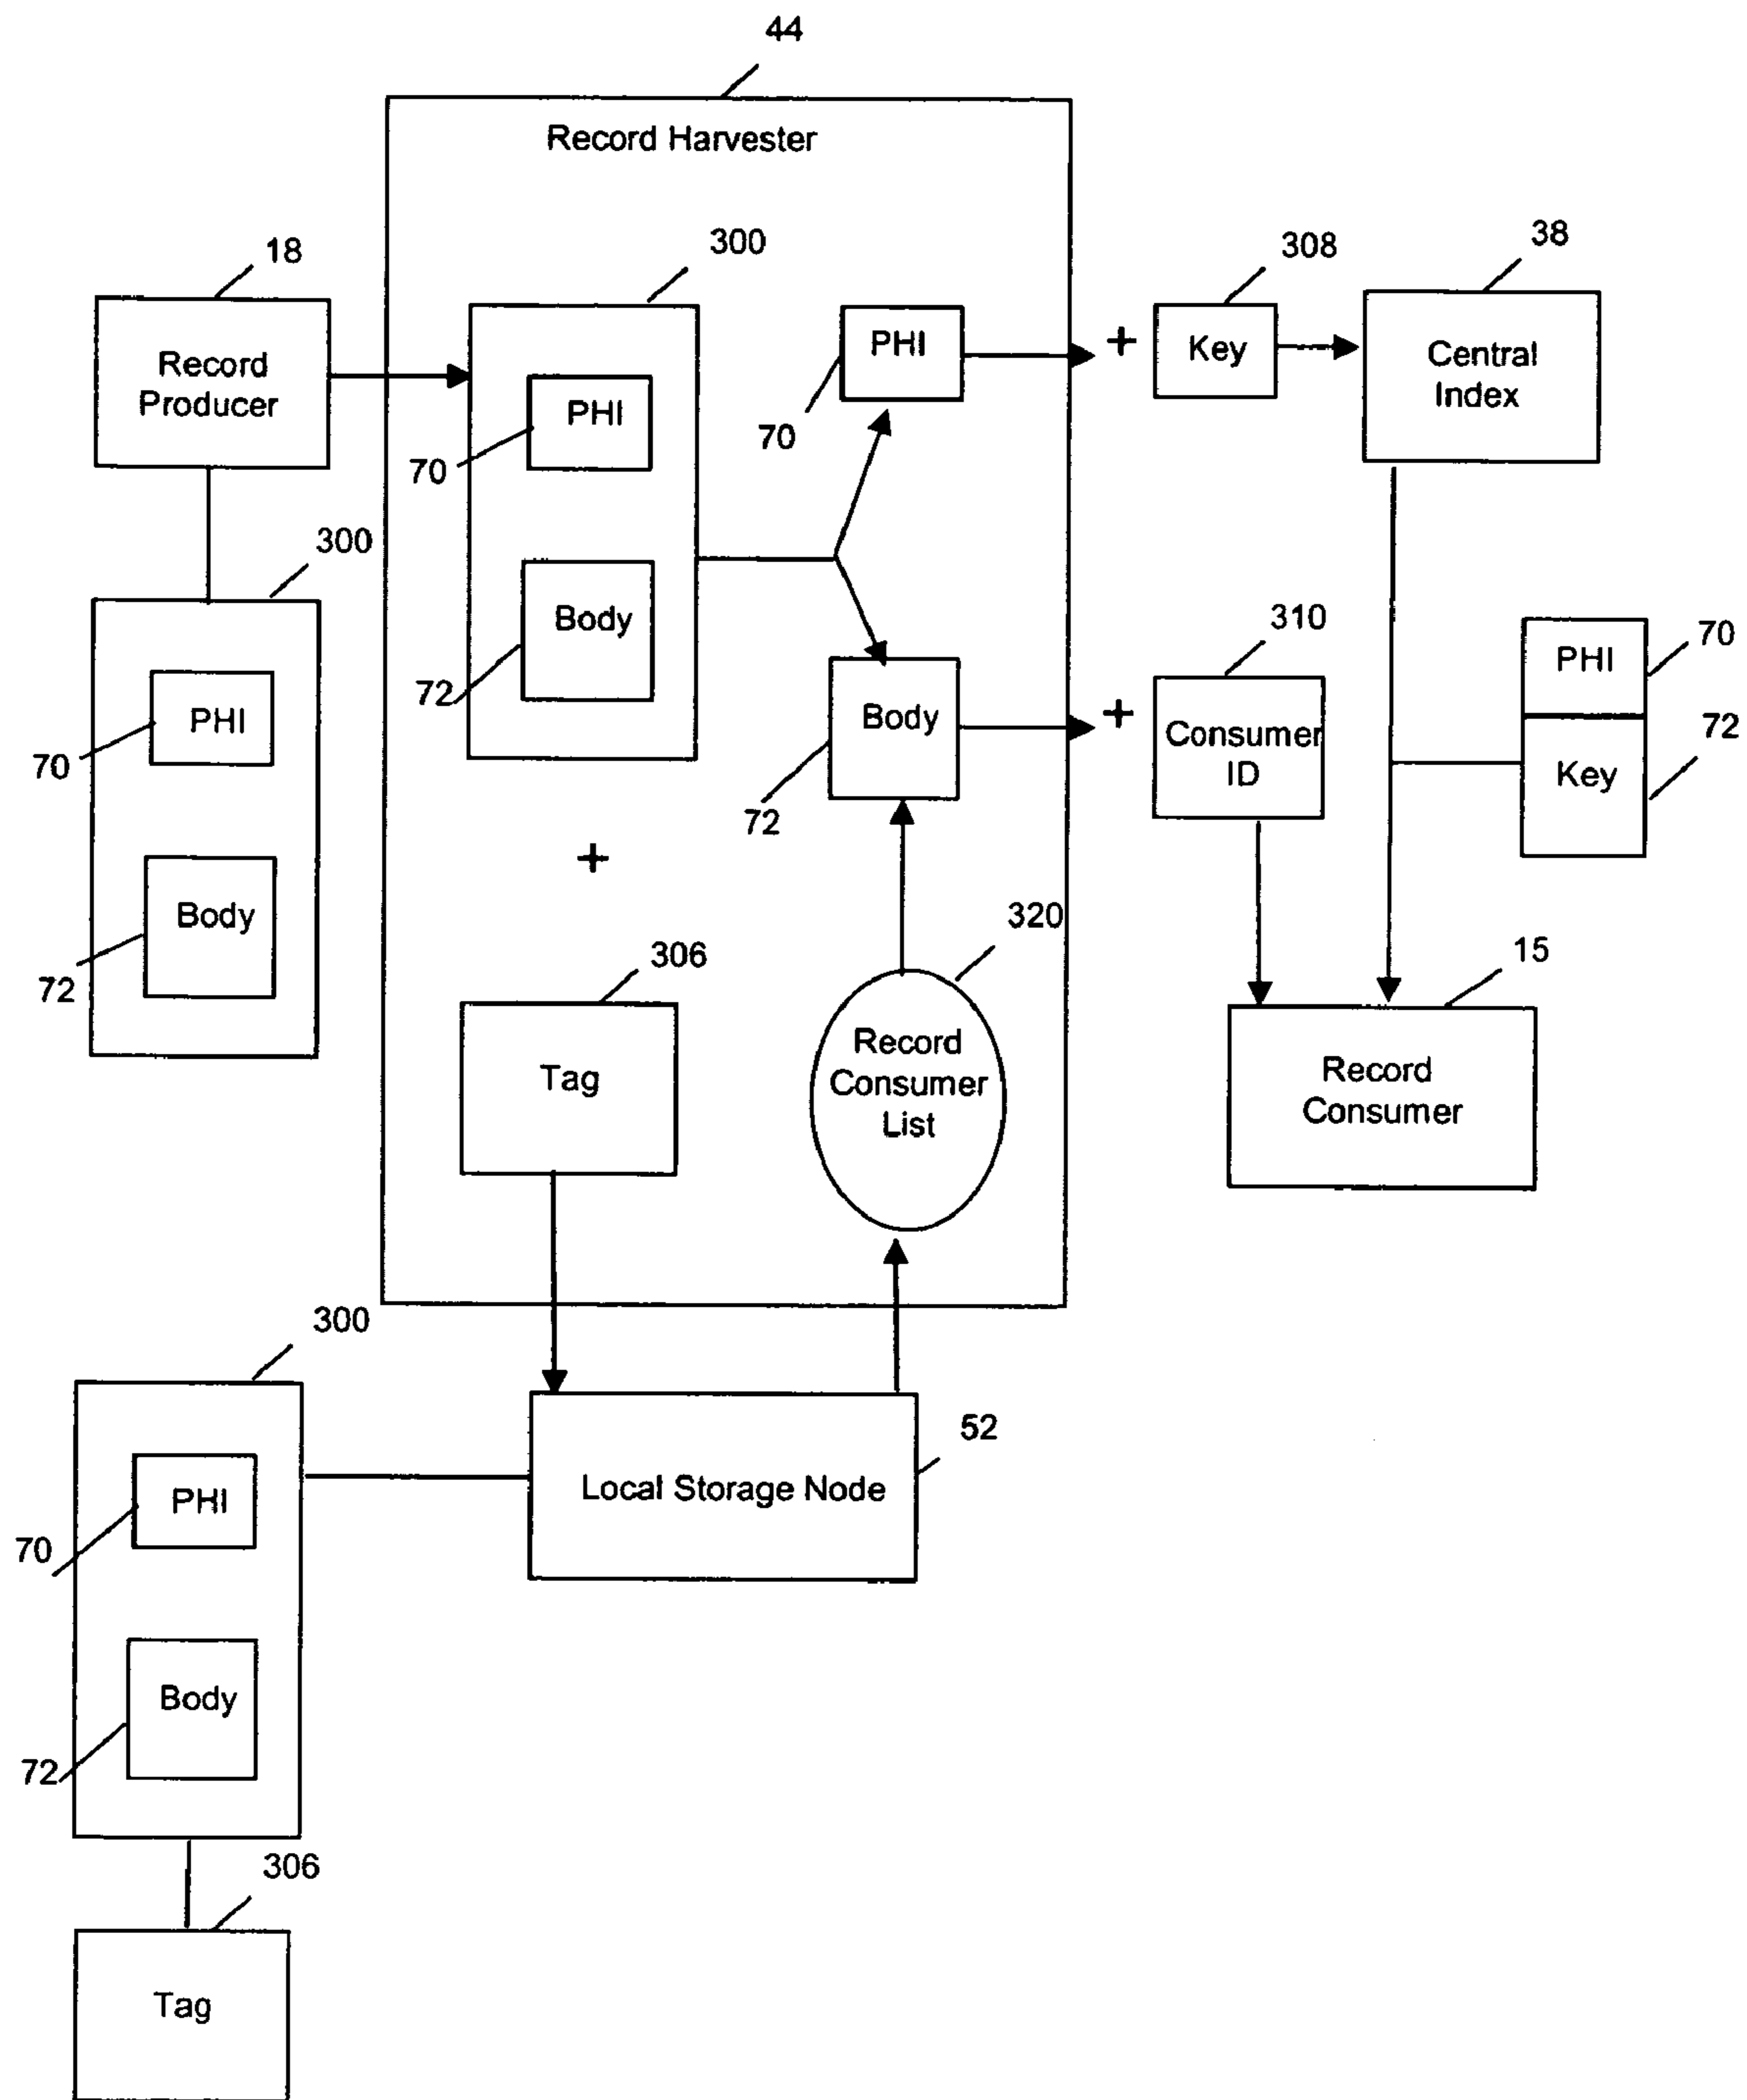 44
Record Harvester
18
300
308
38
Record
Producer
PHI
70
Body
72
PHI
70
+
Key
Central
Index
300
PHI
70
Body
72
Body
72
+
310
Consumer
ID
PHI
70
Key
72
+
306
Tag
320
Record
Consumer
List
15
Record
Consumer
300
PHI
70
Body
72
Local Storage Node
52
306
Tag